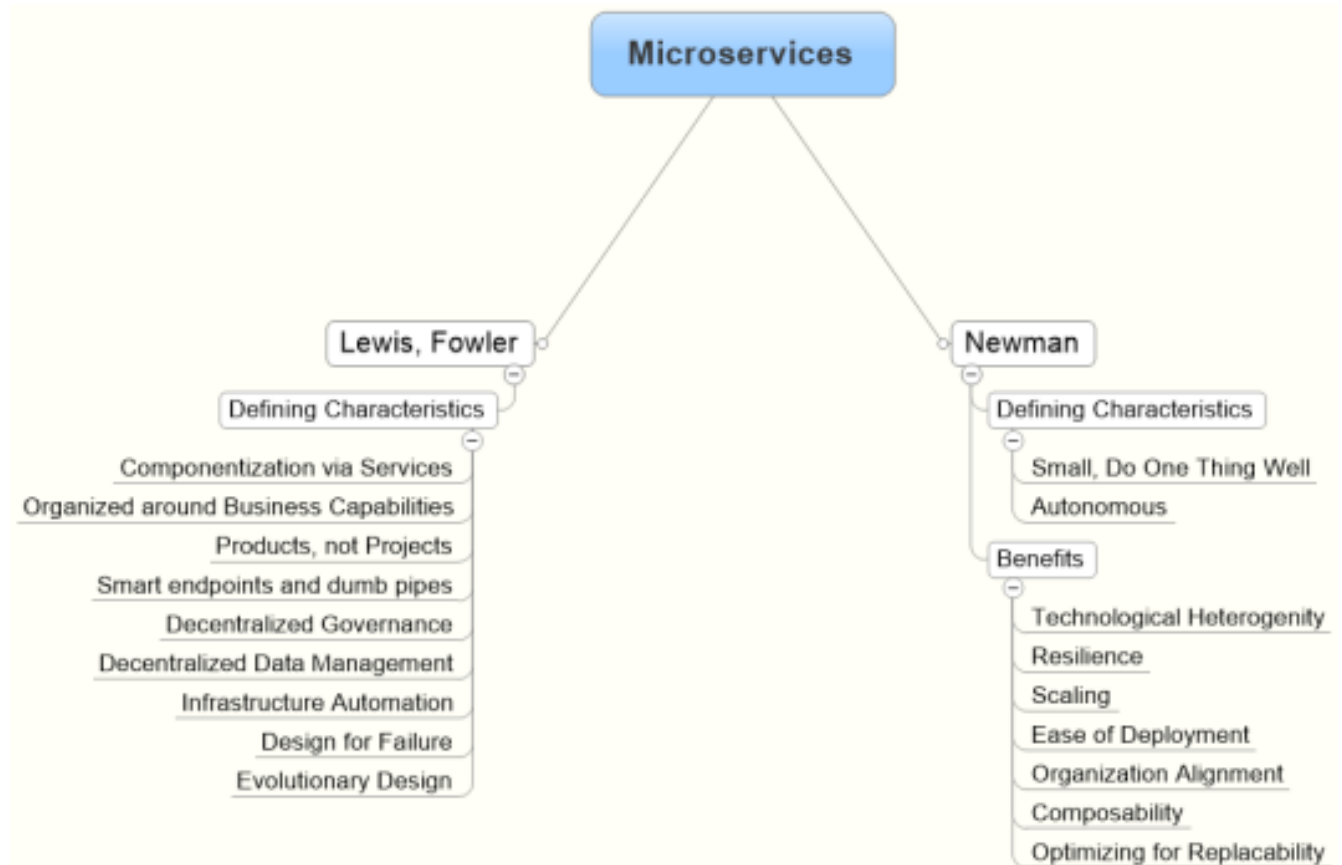 Microservices
Lewis, Fowler
Defining Characteristics
Componentization via Services
Organized around Business Capabilities
Products, not Projects
Smart endpoints and dumb pipes
Decentralized Governance
Decentralized Data Management
Infrastructure Automation
Design for Failure
Evolutionary Design
Newman
Defining Characteristics
Small, Do One Thing Well
Autonomous
Benefits
Technological Heterogenity
Resilience
Scaling
Ease of Deployment
Organization Alignment
Composability
Optimizing for Replacability